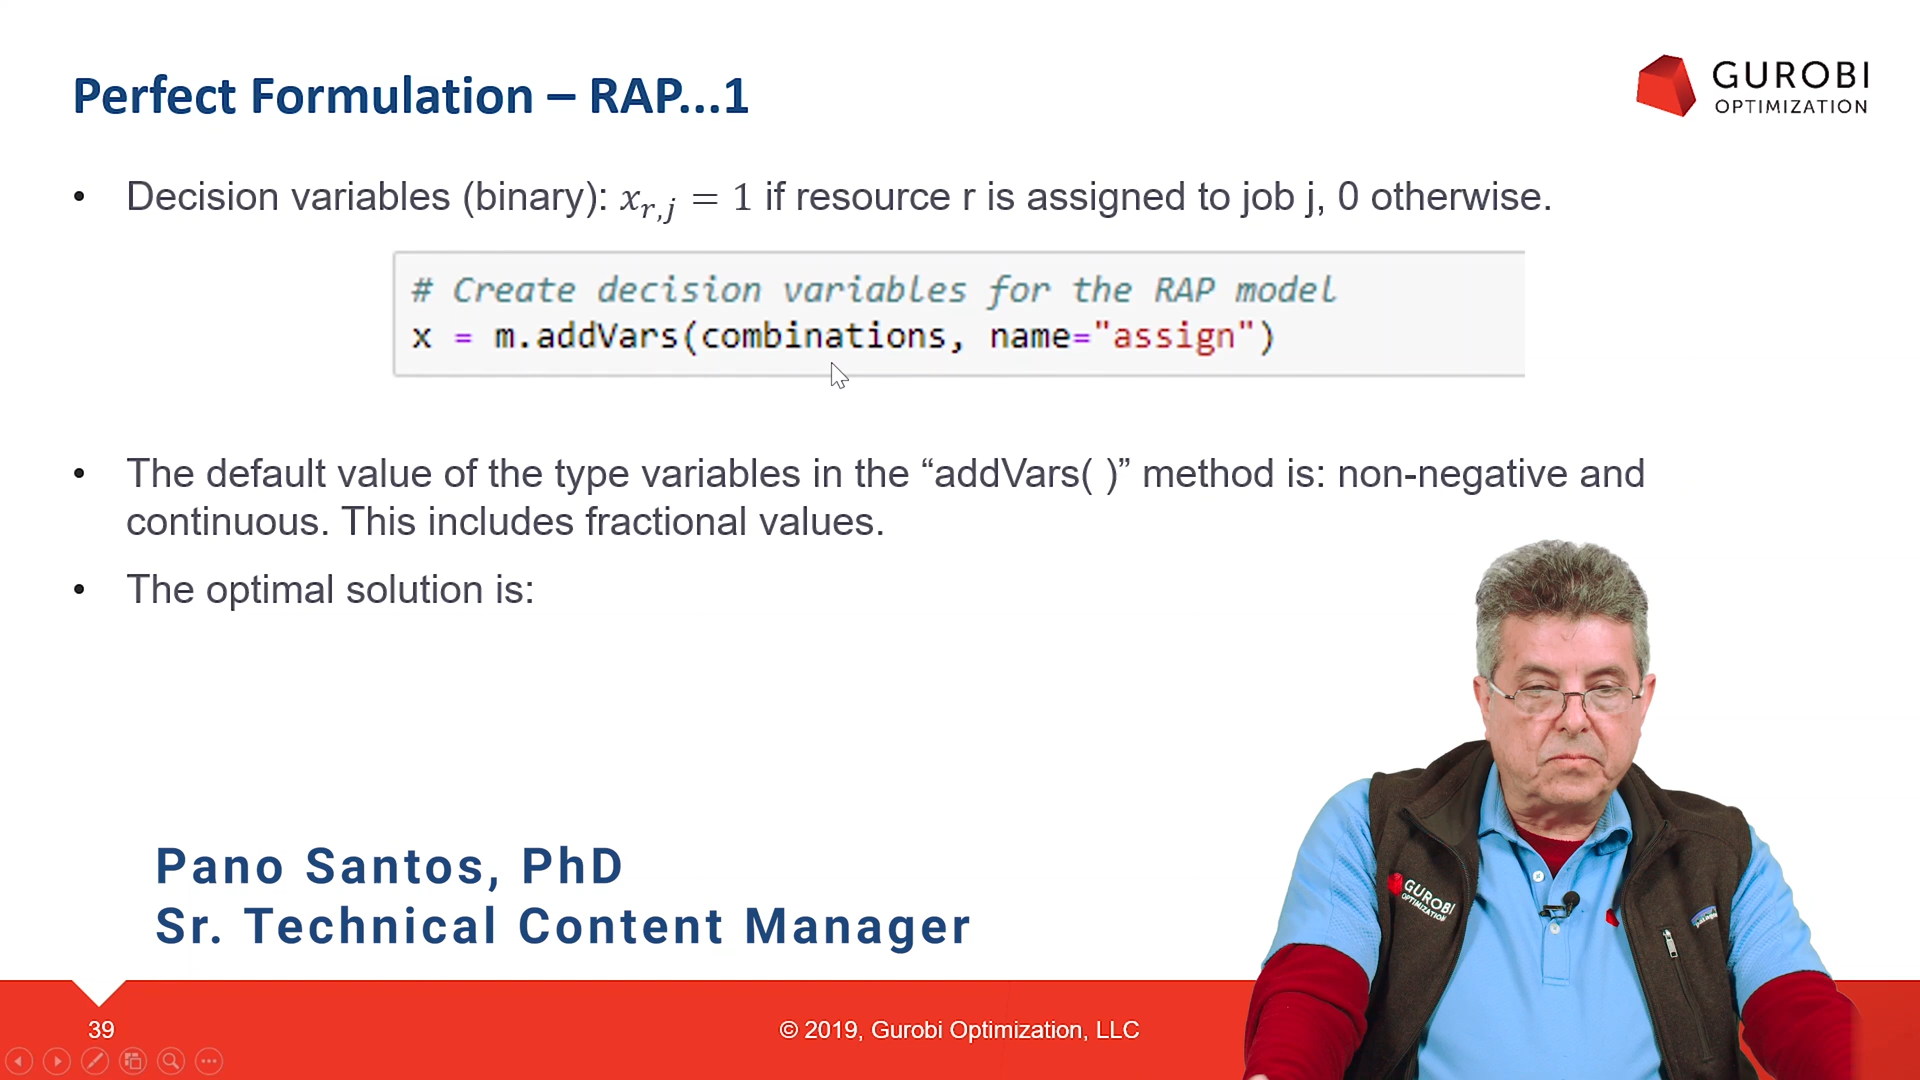 Perfect Formulation – RAP...1
GUROBI
OPTIMIZATION
• Decision variables (binary): x_{r,j} = 1 if resource r is assigned to job j, 0 otherwise.
# Create decision variables for the RAP model
x = m.addVars(combinations, name="assign")
• The default value of the type variables in the “addVars( )” method is: non-negative and
continuous. This includes fractional values.
• The optimal solution is:
Pano Santos, PhD
Sr. Technical Content Manager
GUROBI
OPTIMIZATION
39
© 2019, Gurobi Optimization, LLC